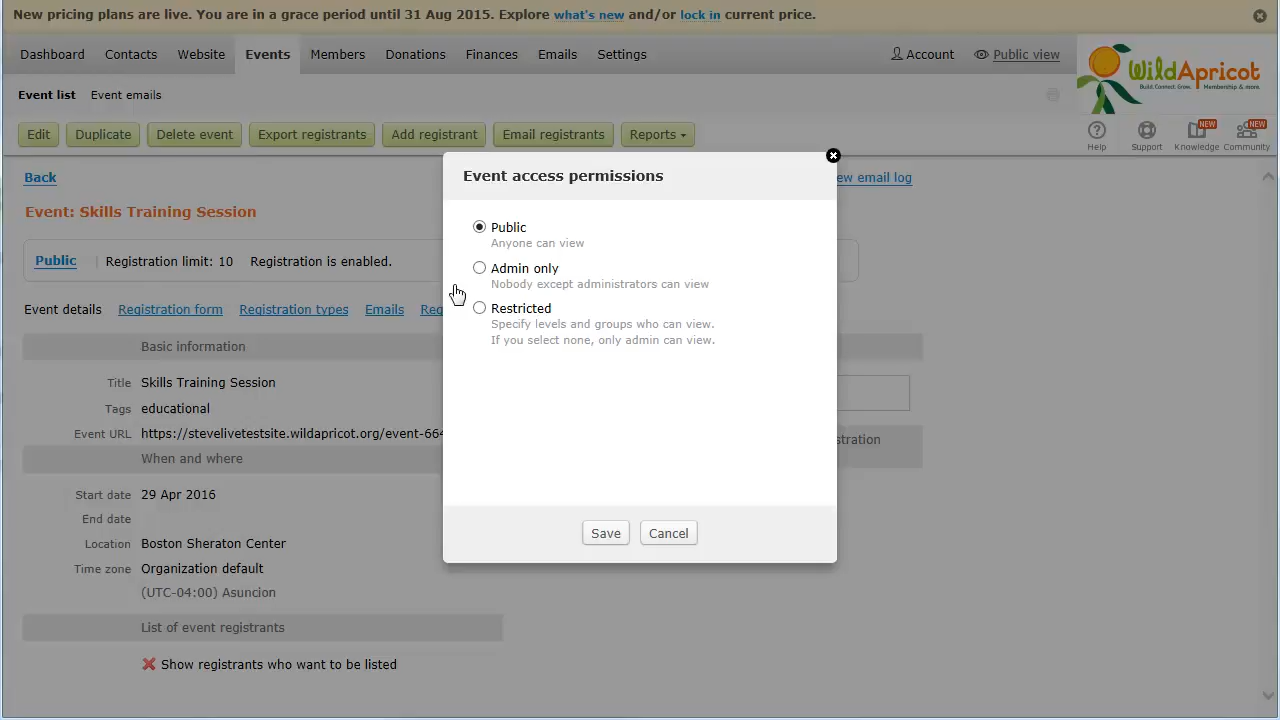 New pricing plans are live. You are in a grace period until 31 Aug 2015. Explore what's new and/or lock in current price.
Dashboard Contacts Website Events Members Donations Finances Emails Settings Account Public view
WildApricot
Build. Connect. Grow. Membership & more.
Event list Event emails
Edit Duplicate Delete event Export registrants Add registrant Email registrants Reports
NEW NEW
Help Support Knowledge Community
Back ew email log
Event access permissions
Event: Skills Training Session
Public
Anyone can view
Public Registration limit: 10 Registration is enabled.
Admin only
Nobody except administrators can view
Event details Registration form Registration types Emails Reg
Restricted
Specify levels and groups who can view.
If you select none, only admin can view.
Basic information
Title Skills Training Session
Tags educational
Event URL https://stevelivetestsite.wildapricot.org/event-664
stration
When and where
Start date 29 Apr 2016
End date
Location Boston Sheraton Center
Time zone Organization default
(UTC-04:00) Asuncion
Save Cancel
List of event registrants
Show registrants who want to be listed